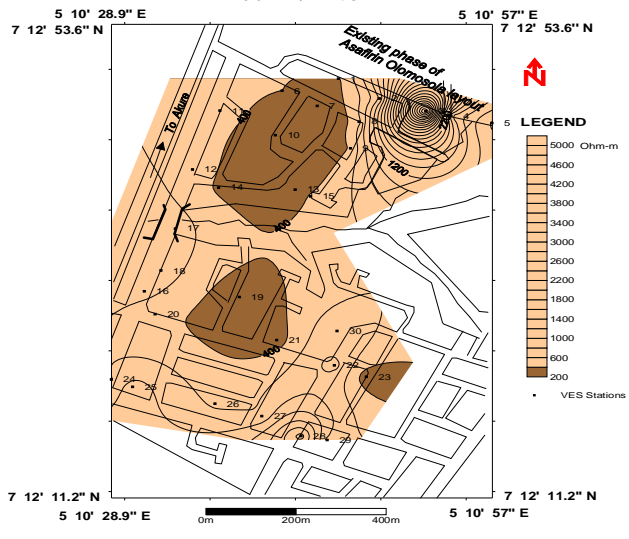 5 10' 28.9" E
5 10' 57" E
7 12' 53.6" N
7 12' 53.6" N
Existing phase of
Asafirin Olomosola layout
N
To Akure
LEGEND
5000 Ohm-m
4600
4200
3800
3400
3000
2600
2200
1800
1400
1000
600
200
VES Stations
6
7
400
11
10
4
5
9
1200
12
14
13
15
400
17
18
16
19
20
21
30
400
22
23
24
25
26
27
28
29
7 12' 11.2" N
7 12' 11.2" N
5 10' 28.9" E
5 10' 57" E
0m
200m
400m